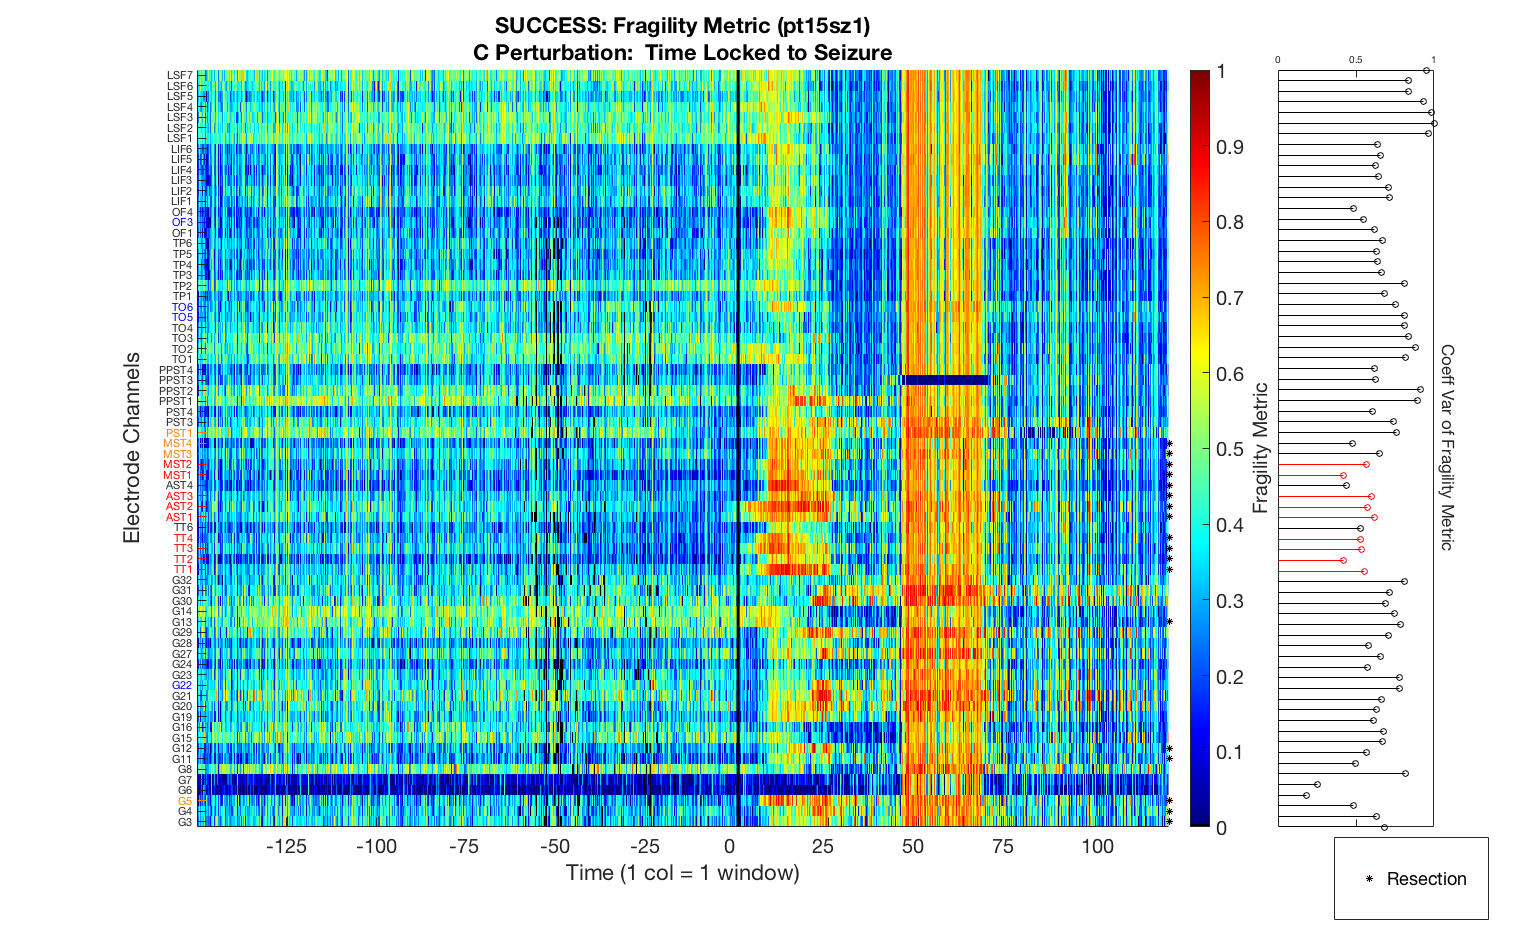 SUCCESS: Fragility Metric (pt15sz1)
C Perturbation: Time Locked to Seizure
Electrode Channels
LSF7
LSF6
LSF5
LSF4
LSF3
LSF2
LSF1
LIF6
LIF5
LIF4
LIF3
LIF2
LIF1
OF4
OF3
OF1
TP6
TP5
TP4
TP3
TP2
TP1
TO6
TO5
TO4
TO3
TO2
TO1
PPST4
PPST3
PPST2
PPST1
PST4
PST3
PST1
MST4
MST3
MST2
MST1
AST4
AST3
AST2
AST1
TT6
TT4
TT3
TT2
TT1
G32
G31
G30
G14
G13
G29
G28
G27
G24
G23
G22
G21
G20
G19
G16
G15
G12
G11
G8
G7
G6
G5
G4
G3
-125 -100 -75 -50 -25 0 25 50 75 100
Time (1 col = 1 window)
1
0.9
0.8
0.7
0.6
0.5
0.4
0.3
0.2
0.1
0
Fragility Metric
0 0.5 1
Coeff Var of Fragility Metric
* Resection